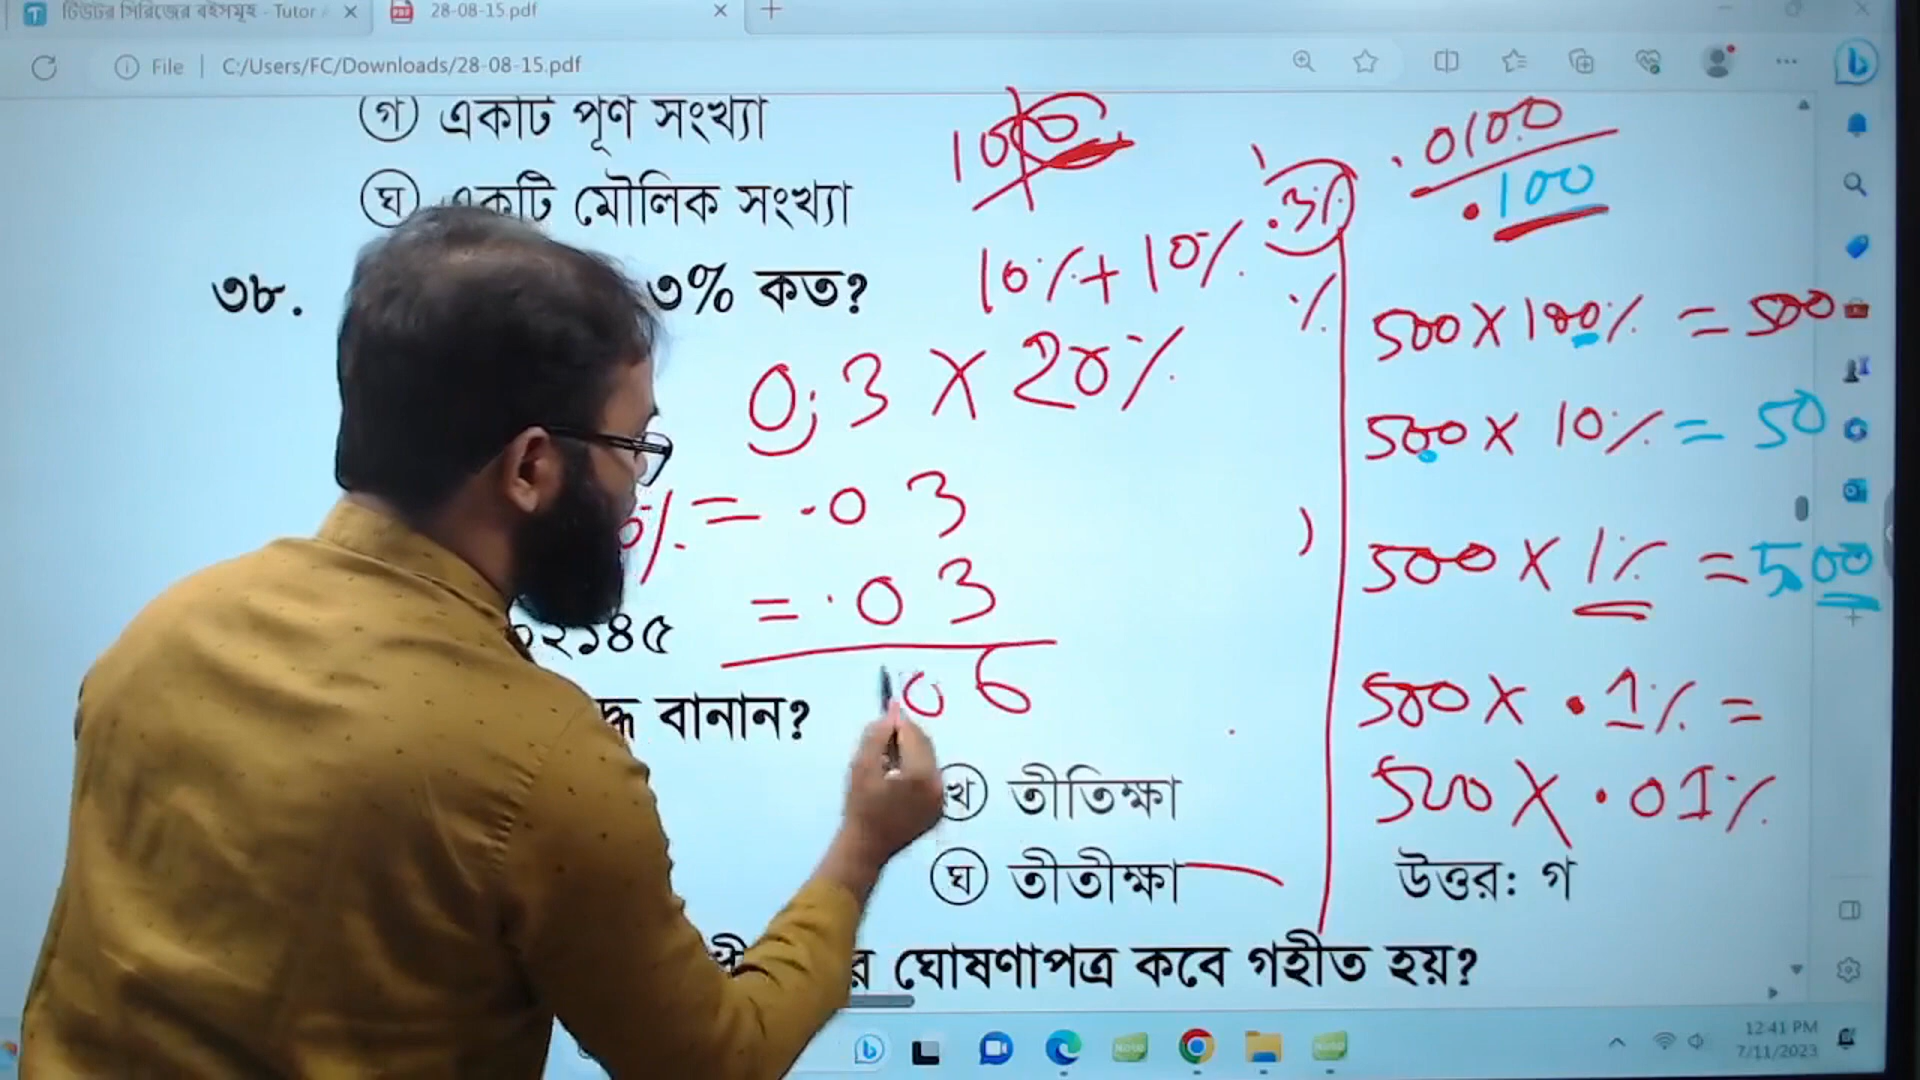 টিউটর সিরিজের বইসমূহ - Tutor
28-08-15.pdf
File | C:/Users/FC/Downloads/28-08-15.pdf
গ একটি পূর্ণ সংখ্যা
ঘ একটি মৌলিক সংখ্যা
৩৮. ৩% কত?
10% + 10%
.3%
0.3 x 20%
% = .03
= .03
06
.0100
.100
500 x 100% = 500
500 x 10% = 50
500 x 1% = 5.00
500 x .1% =
500 x .01%
২১৪৫
বানান?
খ তীতিক্ষা
ঘ তীতীক্ষা
উত্তর: গ
র ঘোষণাপত্র কবে গৃহীত হয়?
12:41 PM
7/11/2023